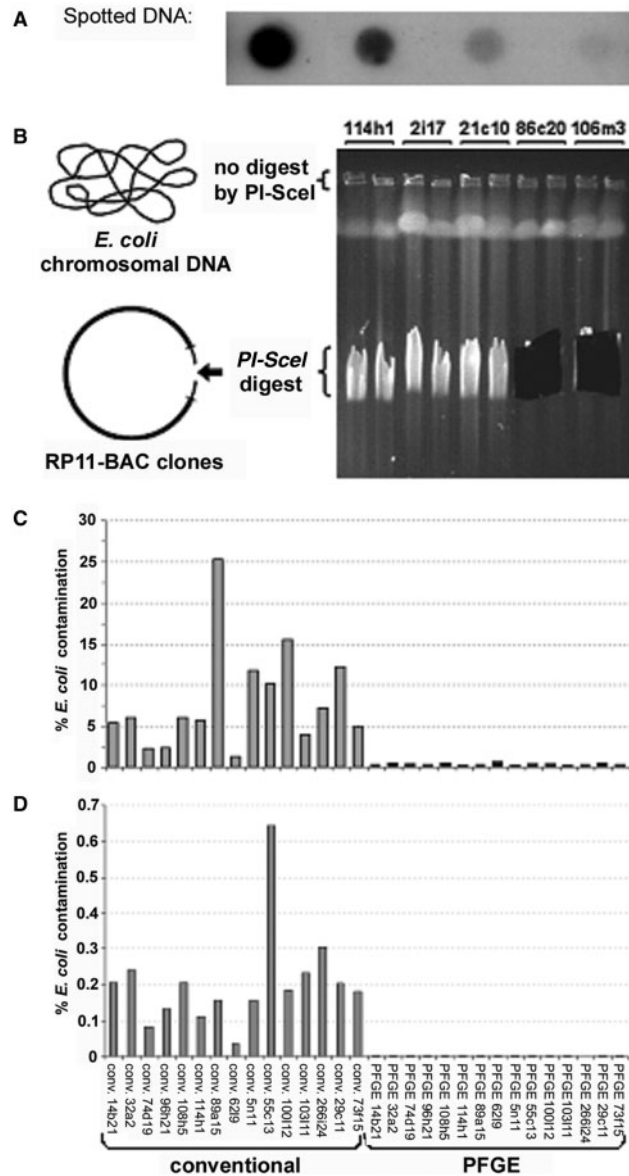 A
Spotted DNA:
B
114h1 2i17 21c10 86c20 106m3
no digest
by PI-SceI
E. coli
chromosomal DNA
PI-SceI
digest
RP11-BAC clones
C
% E. coli contamination
30
25
20
15
10
5
0
D
% E. coli contamination
0.7
0.6
0.5
0.4
0.3
0.2
0.1
0
conv. 14b21
conv. 32a2
conv. 74d19
conv. 96h21
conv. 108h5
conv. 114h1
conv. 89a15
conv. 62l9
conv. 5n11
conv. 55c13
conv. 100l12
conv. 103l11
conv. 266i24
conv. 29c11
conv. 73f15
PFGE 14b21
PFGE 32a2
PFGE 74d19
PFGE 96h21
PFGE 108h5
PFGE 114h1
PFGE 89a15
PFGE 62l9
PFGE 5n11
PFGE 55c13
PFGE 100l12
PFGE 103l11
PFGE 266i24
PFGE 29c11
PFGE 73f15
conventional
PFGE